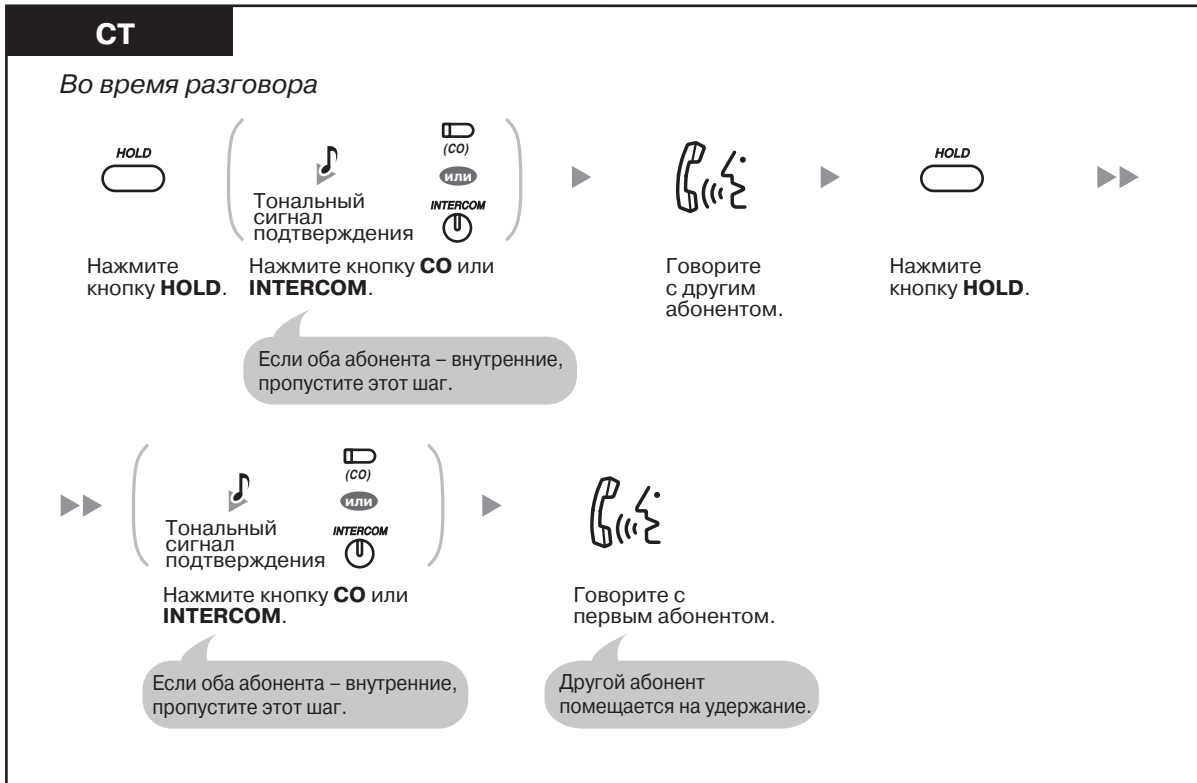 СТ
Во время разговора
HOLD
(CO)
или
INTERCOM
Тональный
сигнал
подтверждения
HOLD
Нажмите
кнопку HOLD.
Нажмите кнопку CO или
INTERCOM.
Говорите
с другим
абонентом.
Нажмите
кнопку HOLD.
Если оба абонента – внутренние,
пропустите этот шаг.
(CO)
или
INTERCOM
Тональный
сигнал
подтверждения
Нажмите кнопку CO или
INTERCOM.
Говорите с
первым абонентом.
Если оба абонента – внутренние,
пропустите этот шаг.
Другой абонент
помещается на удержание.